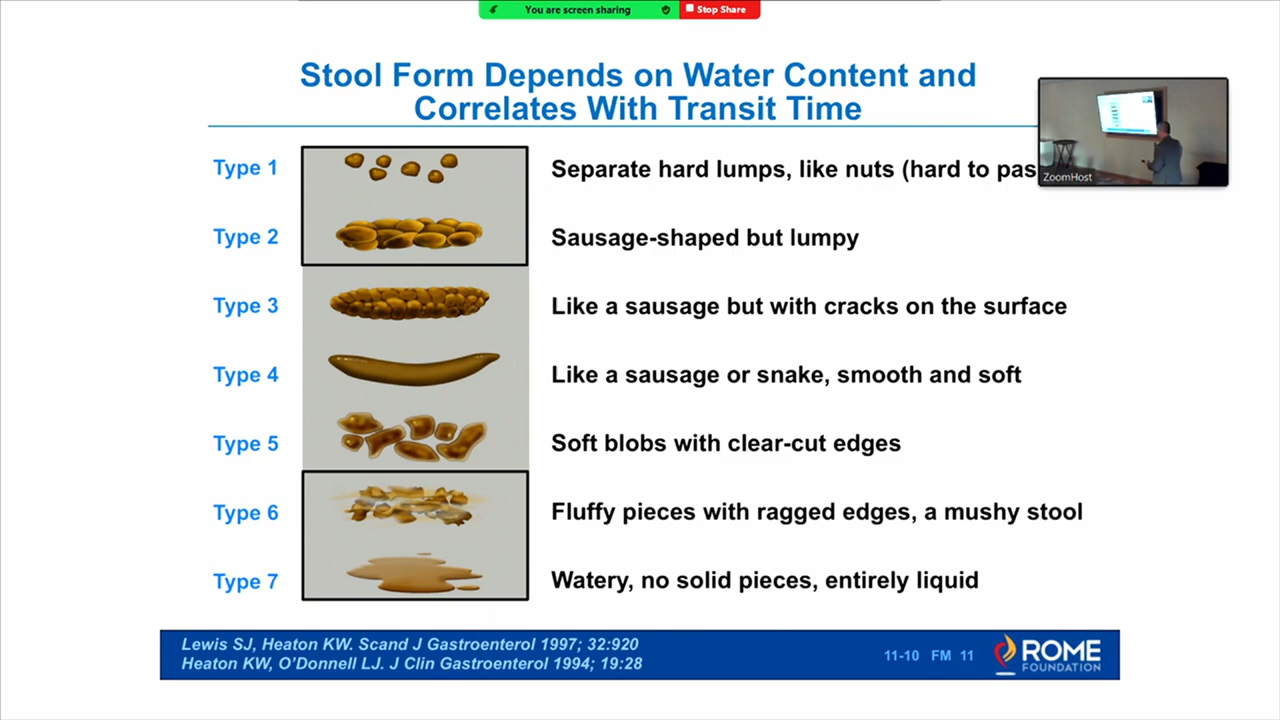 You are screen sharing
Stop Share
Stool Form Depends on Water Content and
Correlates With Transit Time
Type 1
Separate hard lumps, like nuts (hard to pas
ZoomHost
Type 2
Sausage-shaped but lumpy
Type 3
Like a sausage but with cracks on the surface
Type 4
Like a sausage or snake, smooth and soft
Type 5
Soft blobs with clear-cut edges
Type 6
Fluffy pieces with ragged edges, a mushy stool
Type 7
Watery, no solid pieces, entirely liquid
Lewis SJ, Heaton KW. Scand J Gastroenterol 1997; 32:920
Heaton KW, O’Donnell LJ. J Clin Gastroenterol 1994; 19:28
11-10 FM 11
ROME
FOUNDATION